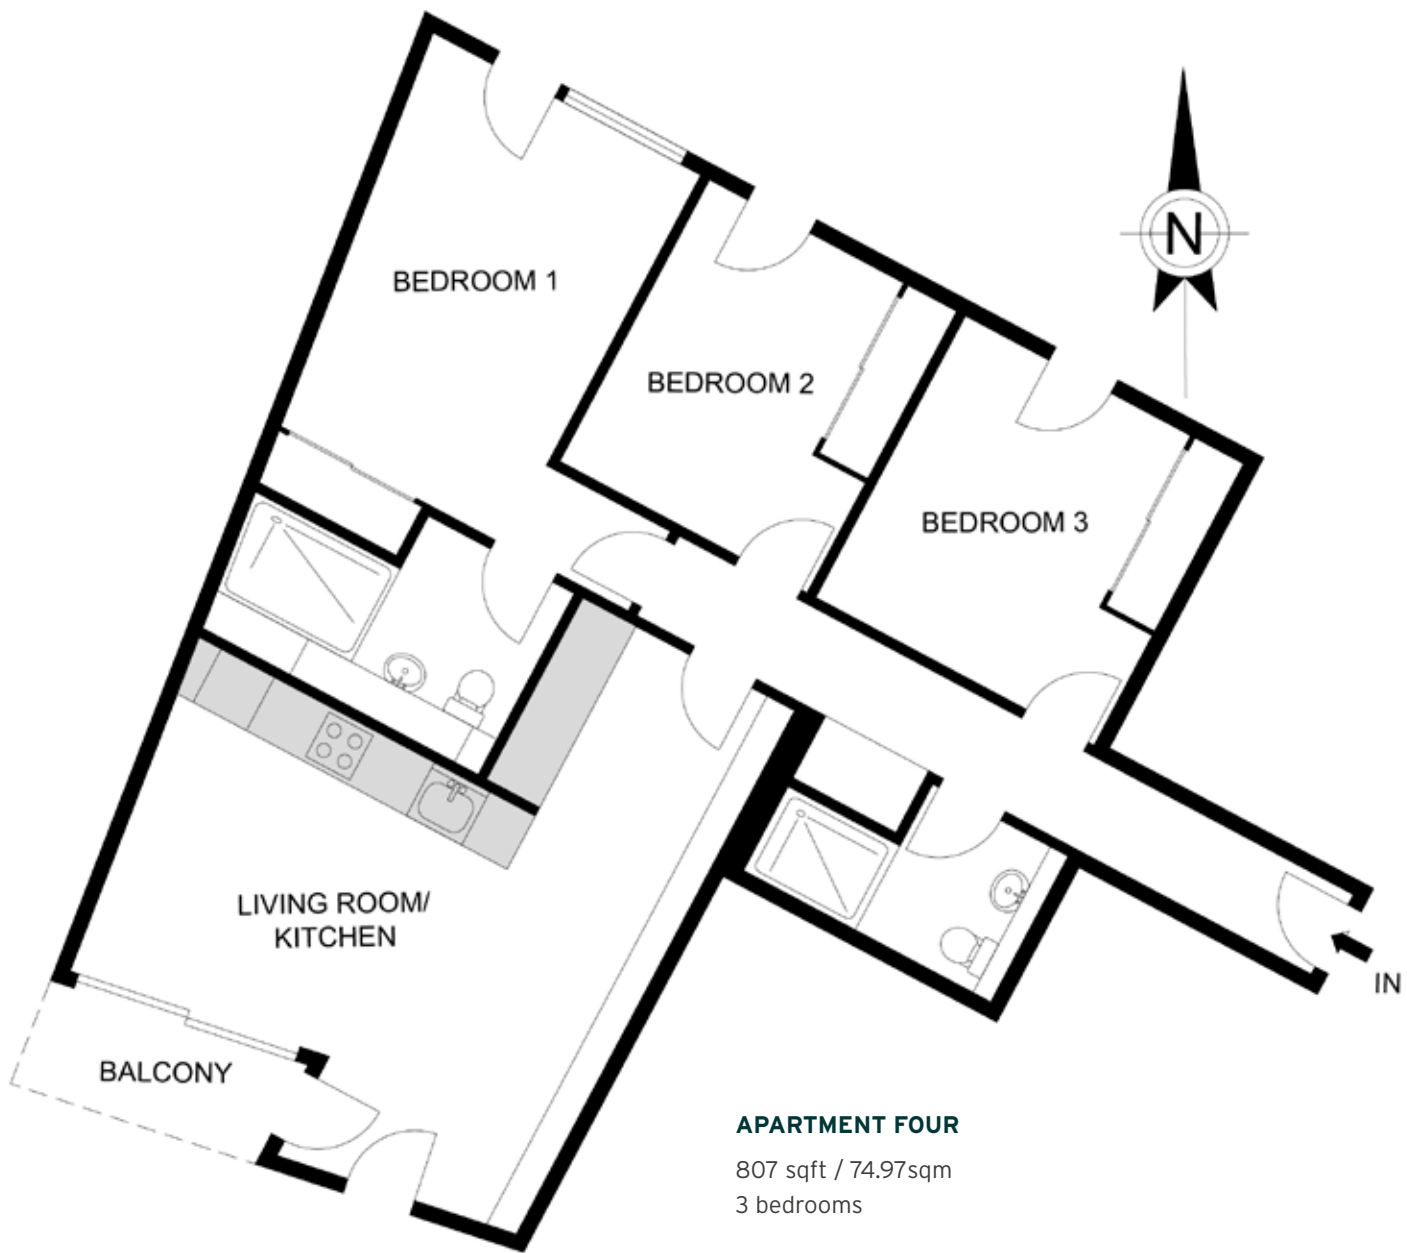 N
BEDROOM 1
BEDROOM 2
BEDROOM 3
LIVING ROOM/
KITCHEN
IN
BALCONY
APARTMENT FOUR
807 sqft / 74.97sqm
3 bedrooms